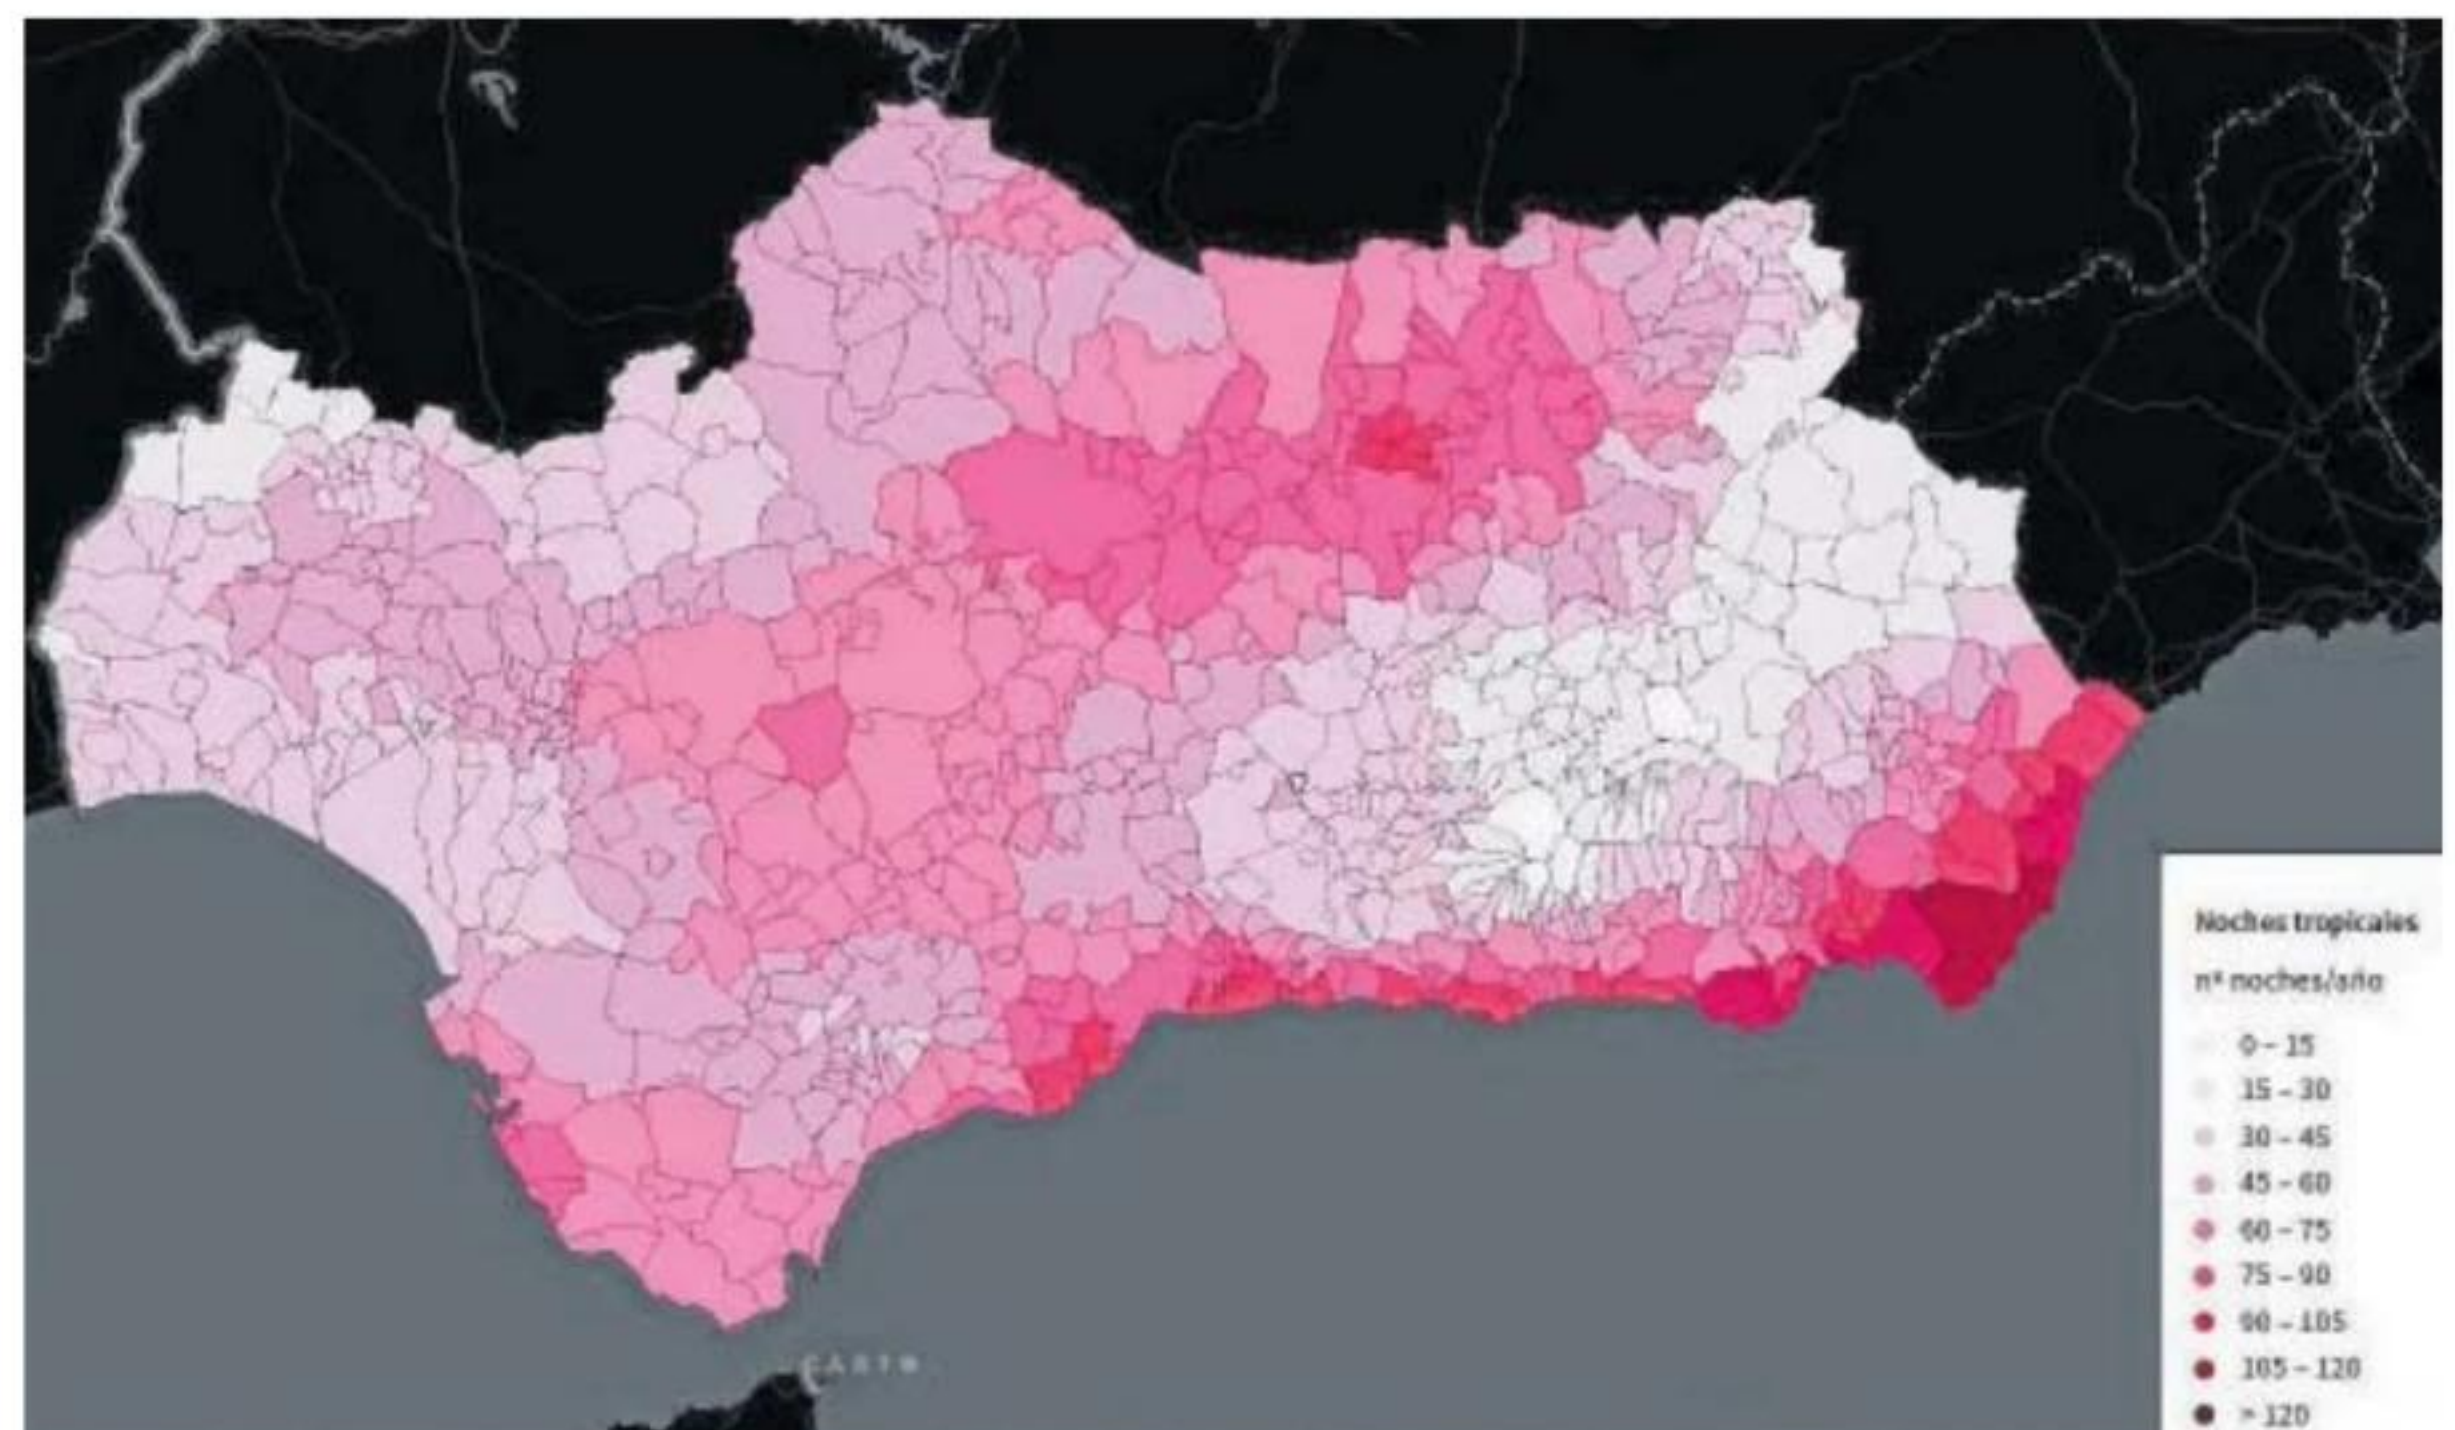 Noches tropicales
nº noches/año
0 – 15
15 – 30
30 – 45
45 – 60
60 – 75
75 – 90
90 – 105
105 – 120
> 120
CARTO